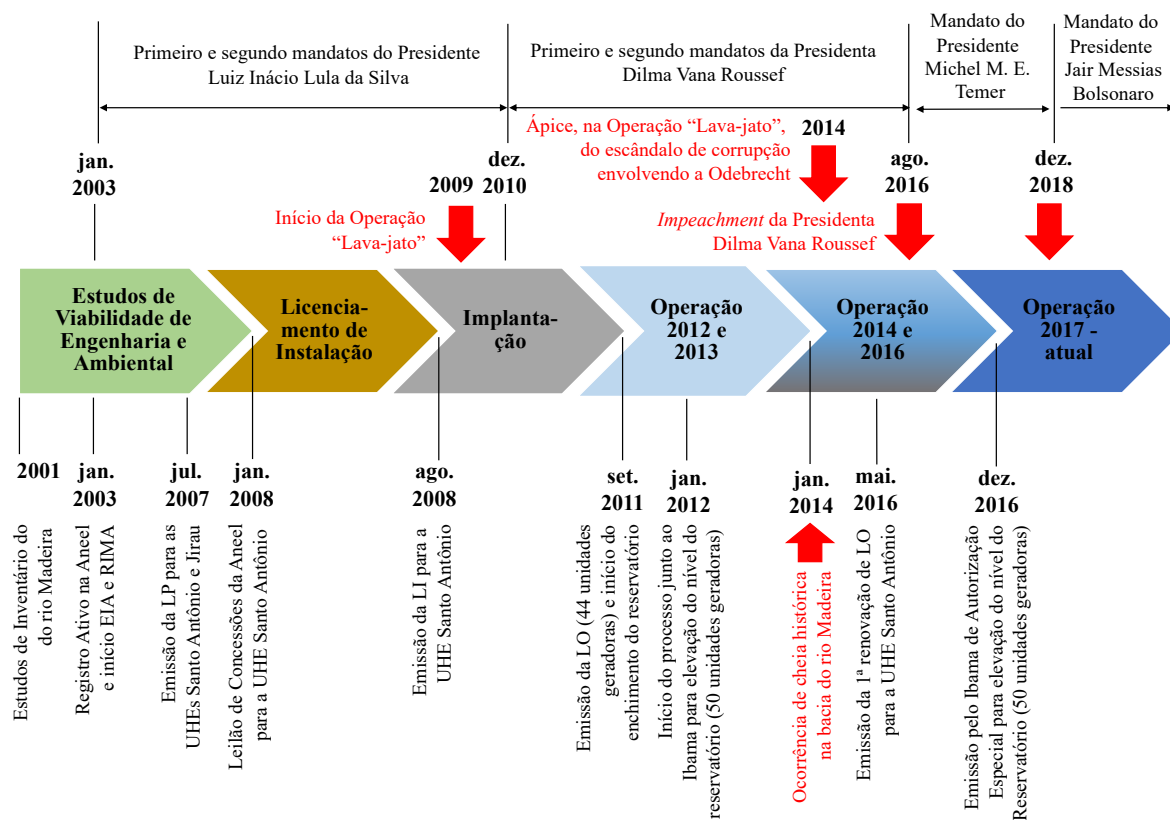 Primeiro e segundo mandatos do Presidente
Luiz Inácio Lula da Silva
Primeiro e segundo mandatos da Presidenta
Dilma Vana Roussef
Mandato do
Presidente
Michel M. E.
Temer
Mandato do
Presidente
Jair Messias
Bolsonaro
jan.
2003
2009
dez.
2010
Ápice, na Operação “Lava-jato”,
do escândalo de corrupção
envolvendo a Odebrecht
2014
ago.
2016
dez.
2018
Início da Operação
“Lava-jato”
Impeachment da Presidenta
Dilma Vana Roussef
Estudos de
Viabilidade de
Engenharia e
Ambiental
Licencia-
mento de
Instalação
Implanta-
ção
Operação
2012 e
2013
Operação
2014 e
2016
Operação
2017 -
atual
2001
jan.
2003
jul.
2007
jan.
2008
ago.
2008
set.
2011
jan.
2012
jan.
2014
mai.
2016
dez.
2016
Estudos de Inventário do
rio Madeira
Registro Ativo na Aneel
e início EIA e RIMA
Emissão da LP para as
UHEs Santo Antônio e Jirau
Leilão de Concessões da Aneel
para a UHE Santo Antônio
Emissão da LI para a
UHE Santo Antônio
Emissão da LO (44 unidades
geradoras) e início do
enchimento do reservatório
Início do processo junto ao
Ibama para elevação do nível do
reservatório (50 unidades geradoras)
Ocorrência de cheia histórica
na bacia do rio Madeira
Emissão da 1ª renovação de LO
para a UHE Santo Antônio
Emissão pelo Ibama de Autorização
Especial para elevação do nível do
Reservatório (50 unidades geradoras)